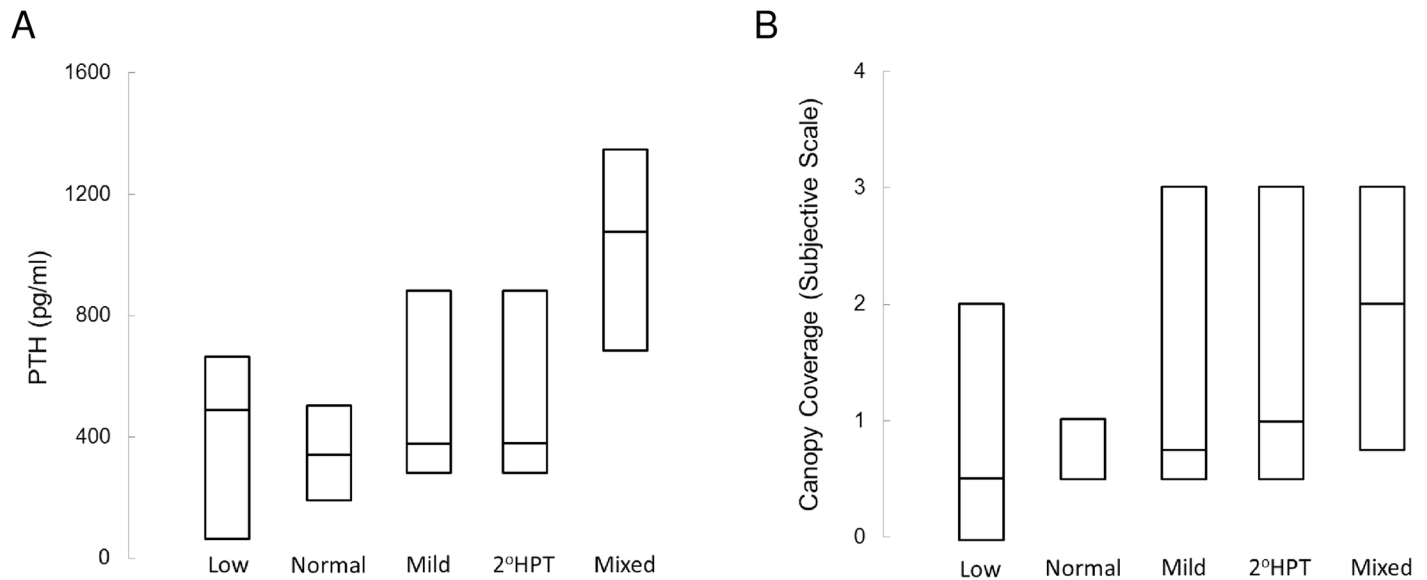 A
PTH (pg/ml)
1600
1200
800
400
0
Low Normal Mild 2ºHPT Mixed
B
Canopy Coverage (Subjective Scale)
4
3
2
1
0
Low Normal Mild 2ºHPT Mixed